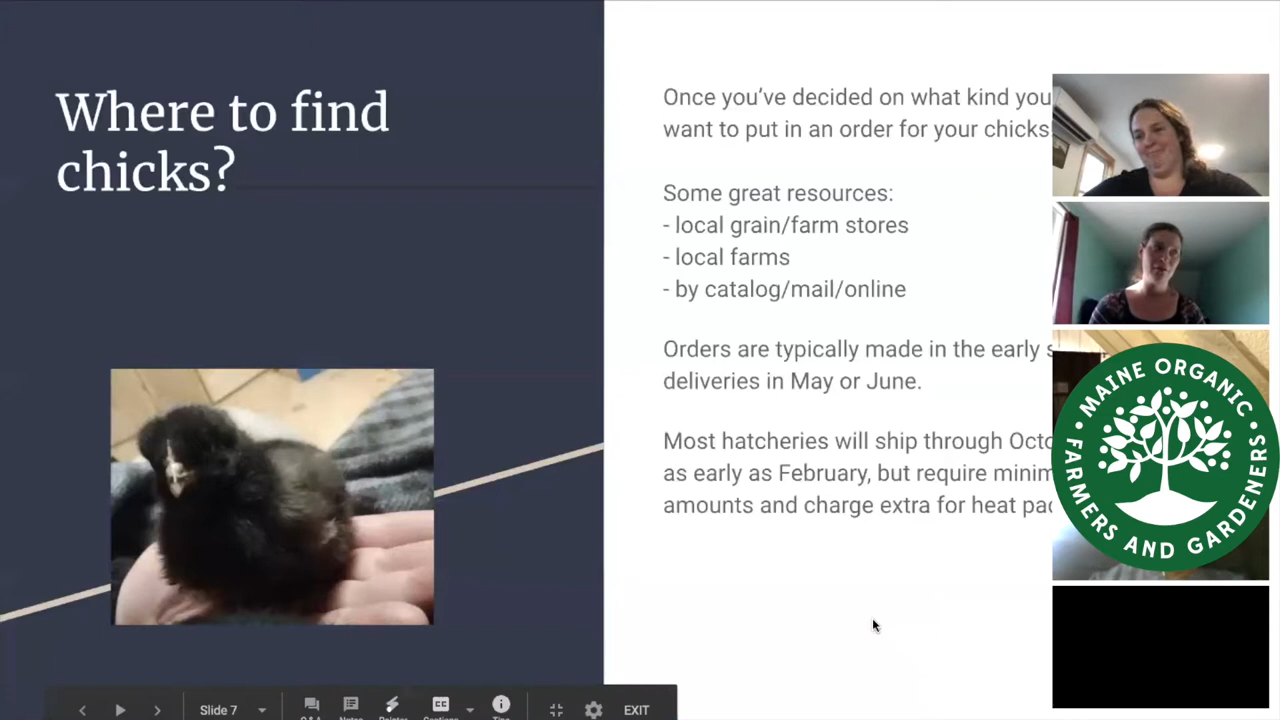 Where to find
chicks?
Once you've decided on what kind you
want to put in an order for your chicks
Some great resources:
- local grain/farm stores
- local farms
- by catalog/mail/online
Orders are typically made in the early s
deliveries in May or June.
Most hatcheries will ship through Octo
as early as February, but require minim
amounts and charge extra for heat pac
MAINE ORGANIC
FARMERS AND GARDENERS
Slide 7
EXIT